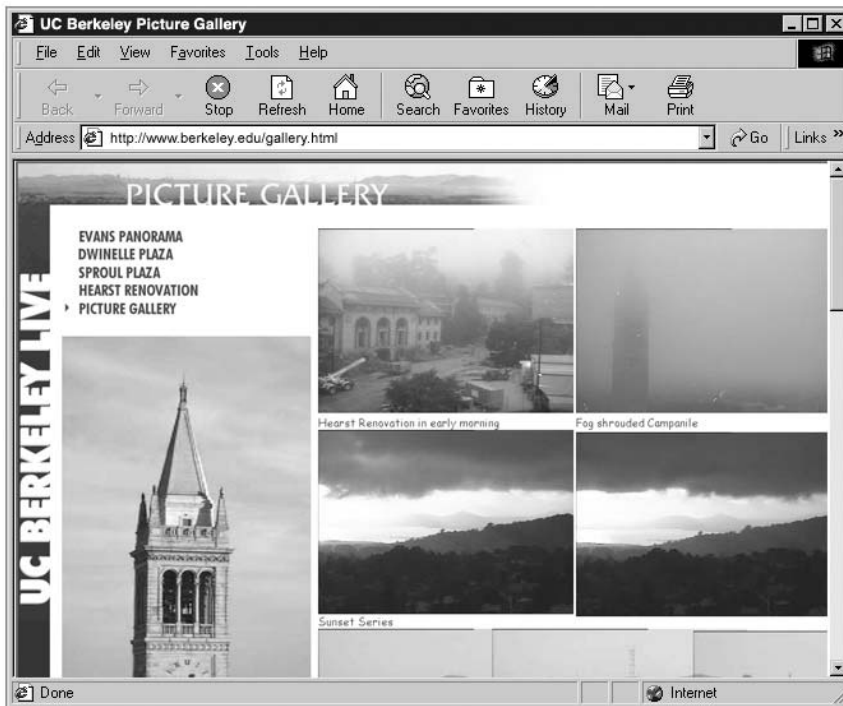 UC Berkeley Picture Gallery
File Edit View Favorites Tools Help
Back Forward Stop Refresh Home Search Favorites History Mail Print
Address http://www.berkeley.edu/gallery.html Go Links »
PICTURE GALLERY
EVANS PANORAMA
DWINELLE PLAZA
SPROUL PLAZA
HEARST RENOVATION
PICTURE GALLERY
UC BERKELEY LIVE
Hearst Renovation in early morning
Fog shrouded Campanile
Sunset Series
Done Internet